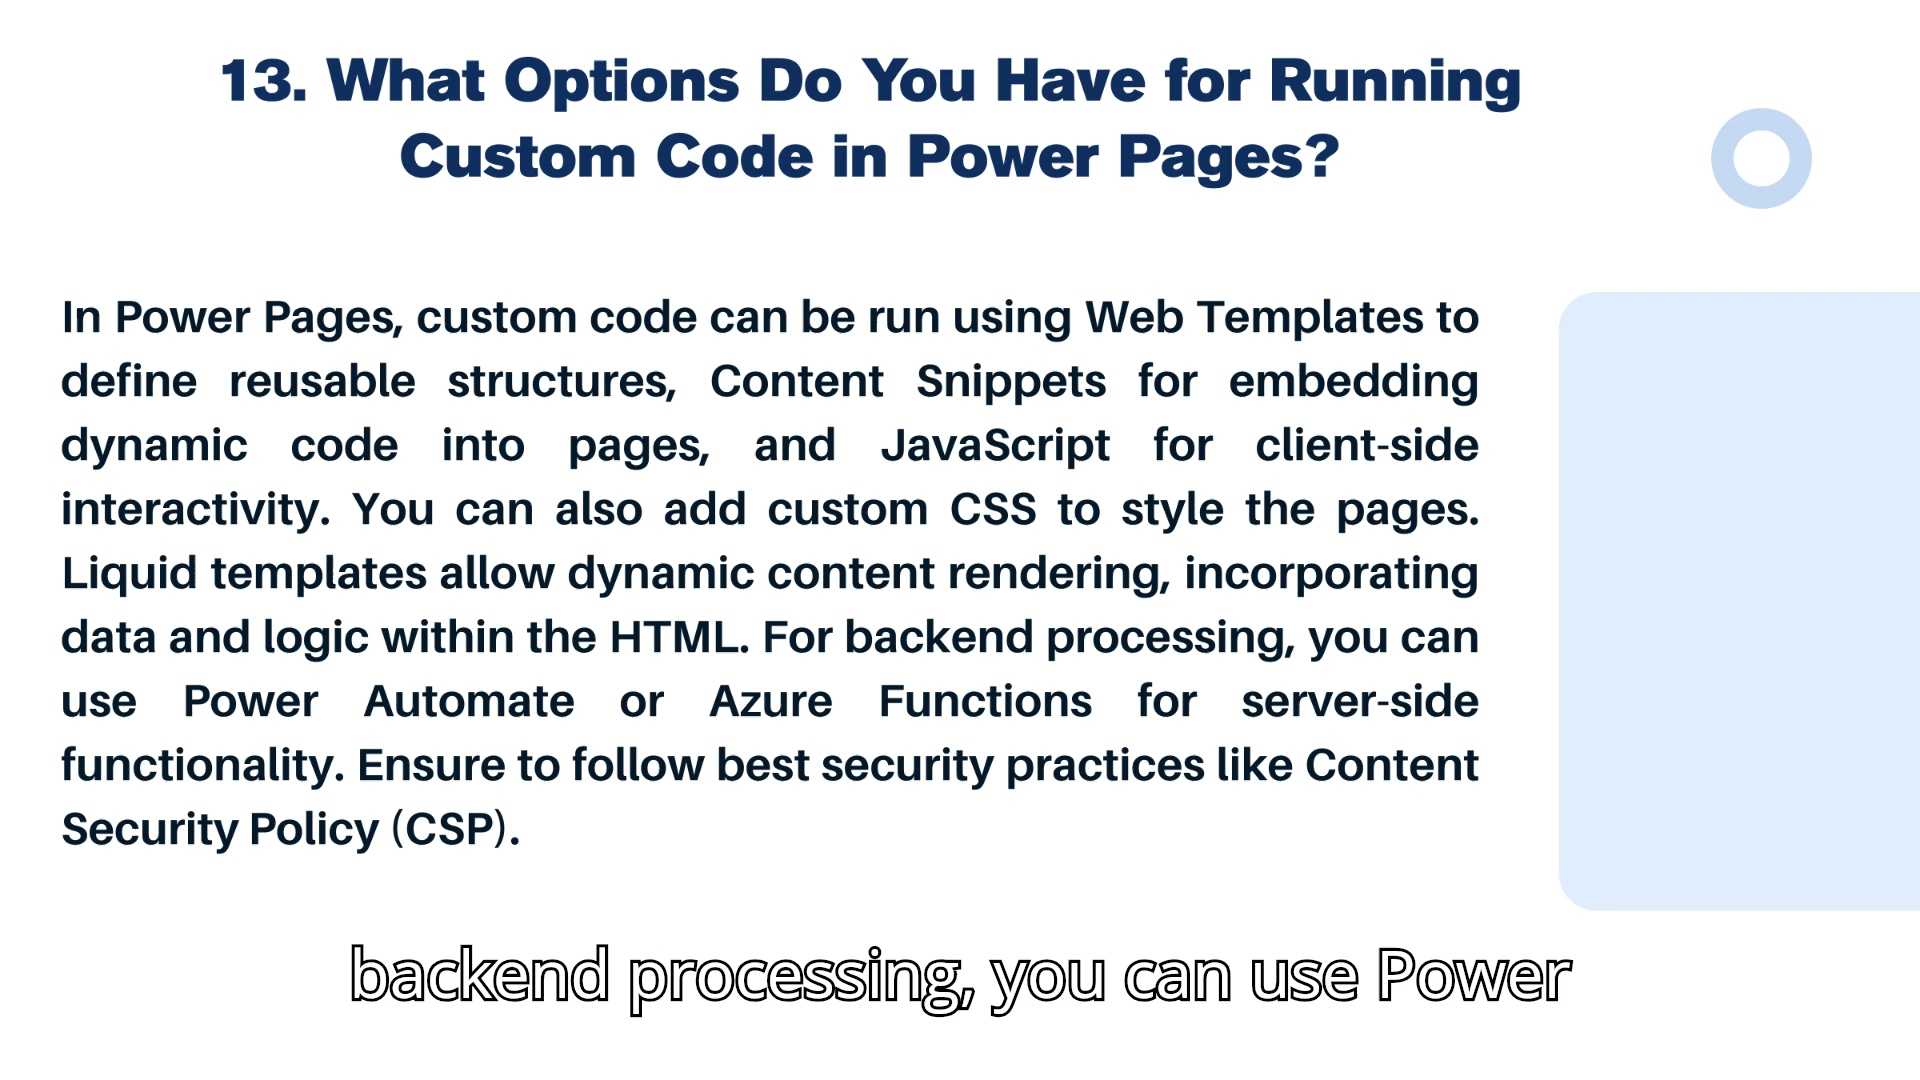 13. What Options Do You Have for Running
Custom Code in Power Pages?
In Power Pages, custom code can be run using Web Templates to
define reusable structures, Content Snippets for embedding
dynamic code into pages, and JavaScript for client-side
interactivity. You can also add custom CSS to style the pages.
Liquid templates allow dynamic content rendering, incorporating
data and logic within the HTML. For backend processing, you can
use Power Automate or Azure Functions for server-side
functionality. Ensure to follow best security practices like Content
Security Policy (CSP).
backend processing, you can use Power